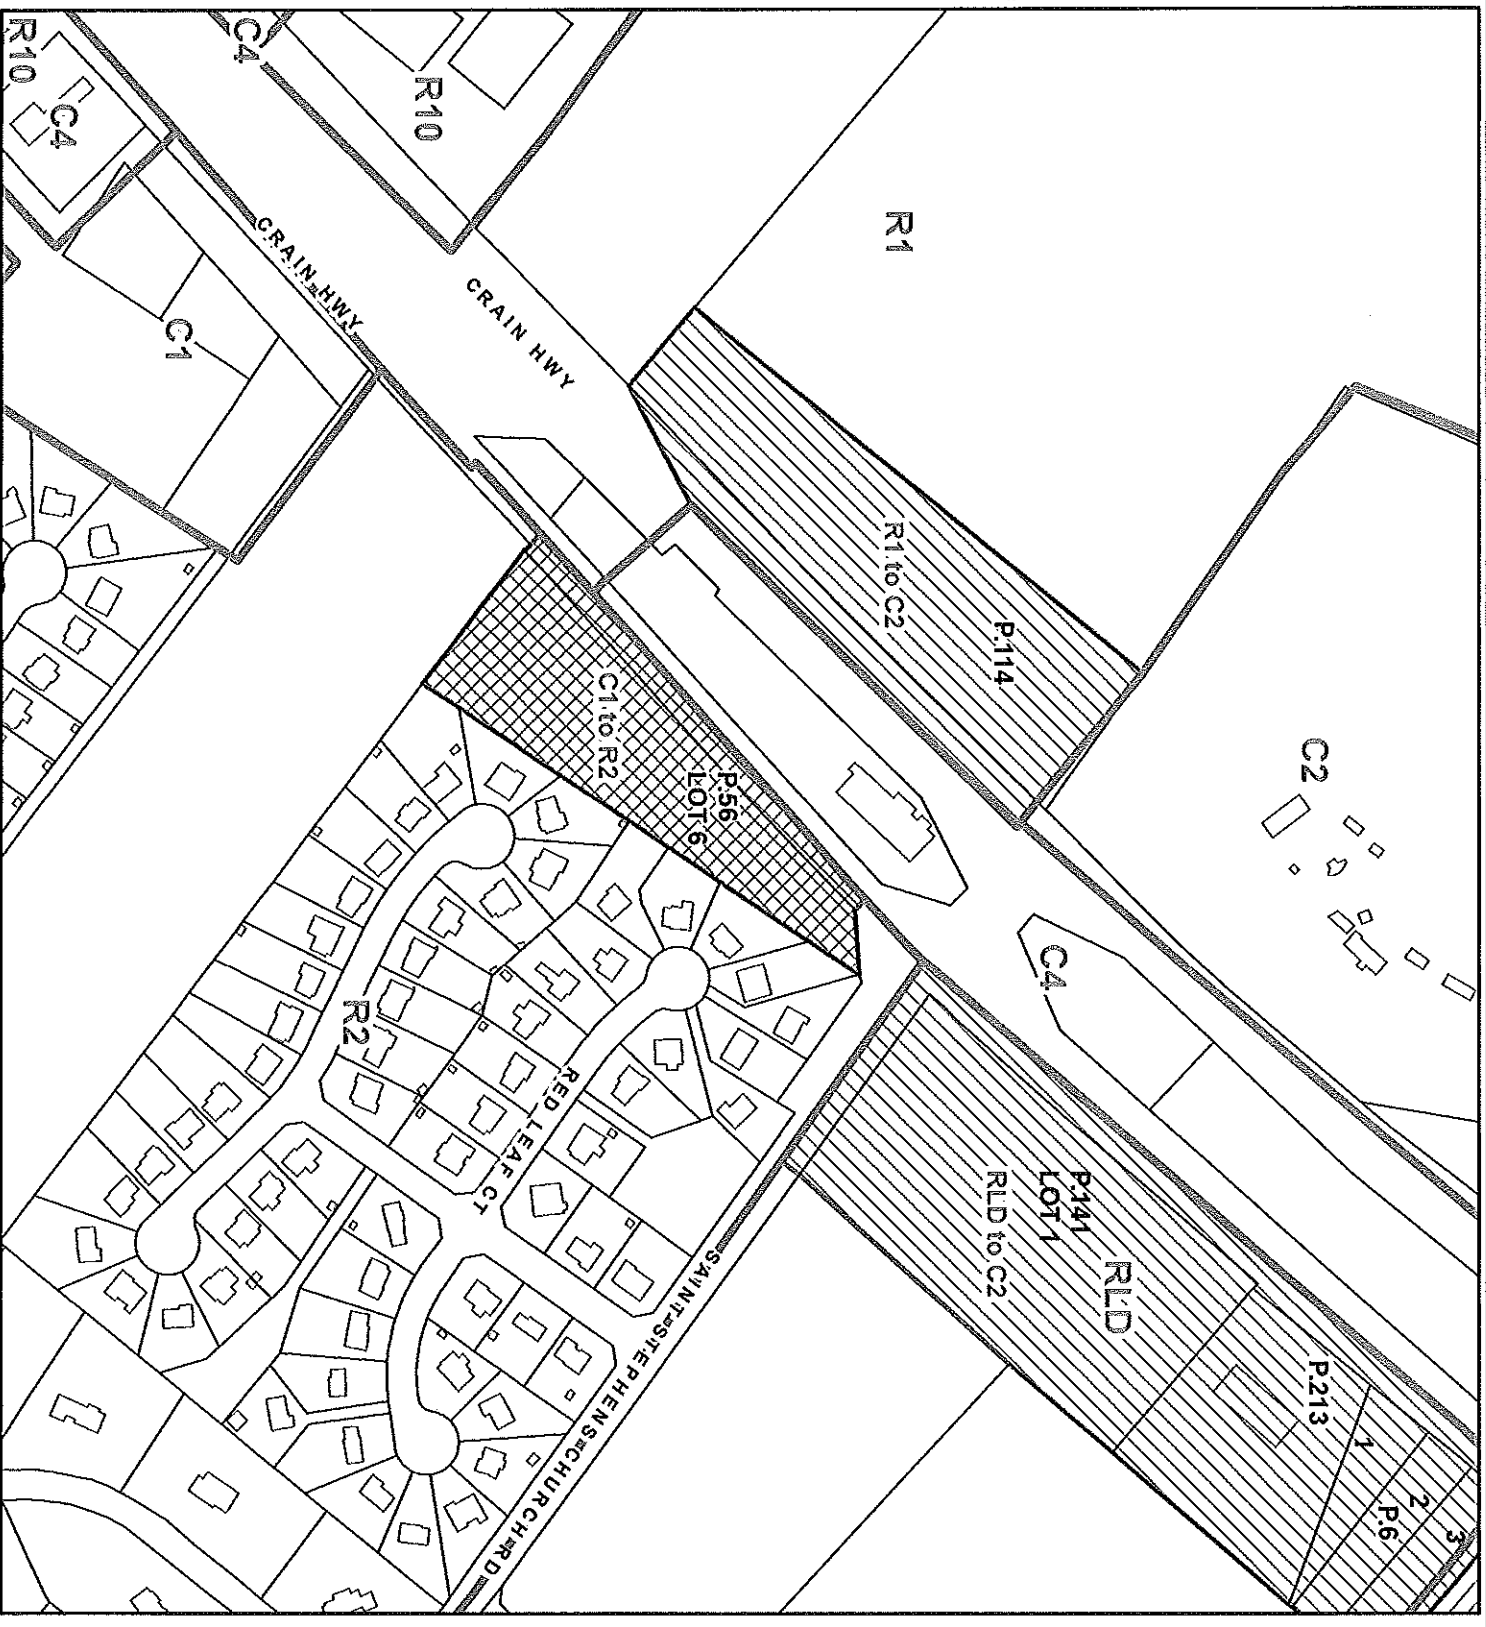 R10
C4
C4
R10
R1
CRAIN HWY
CRAIN HWY
C1
R1 to C2
P.114
C2
C1 to R2
P.56
LOT 6
C4
R2
RED LEAF CT
P.141
LOT 1
RLD to C2
RLD
P.213
1
2
P.6
3
SAINT STEPHENS CHURCH RD